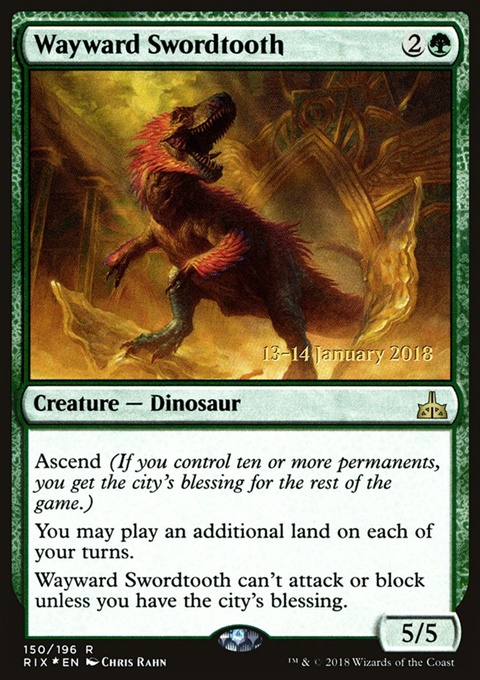 Wayward Swordtooth 2
13-14 January 2018
Creature — Dinosaur
Ascend (If you control ten or more permanents,
you get the city's blessing for the rest of the
game.)
You may play an additional land on each of
your turns.
Wayward Swordtooth can't attack or block
unless you have the city's blessing.
5/5
150/196 R
RIX★EN Chris Rahn
™ & © 2018 Wizards of the Coast